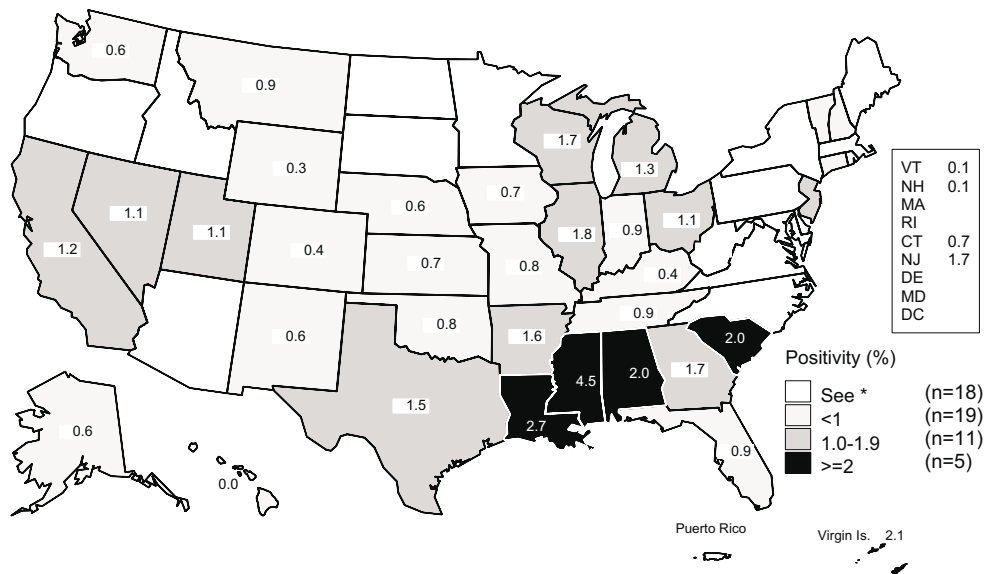 0.6
0.9
0.3
1.7
1.3
0.7
0.6
1.1
1.1
1.2
0.4
0.7
0.8
1.8
0.9
1.1
0.4
0.6
0.8
1.6
0.9
1.5
2.7
4.5
2.0
1.7
2.0
0.9
0.6
0.0
VT 0.1
NH 0.1
MA
RI
CT 0.7
NJ 1.7
DE
MD
DC
Positivity (%)
See * (n=18)
<1 (n=19)
1.0-1.9 (n=11)
>=2 (n=5)
Puerto Rico
Virgin Is. 2.1